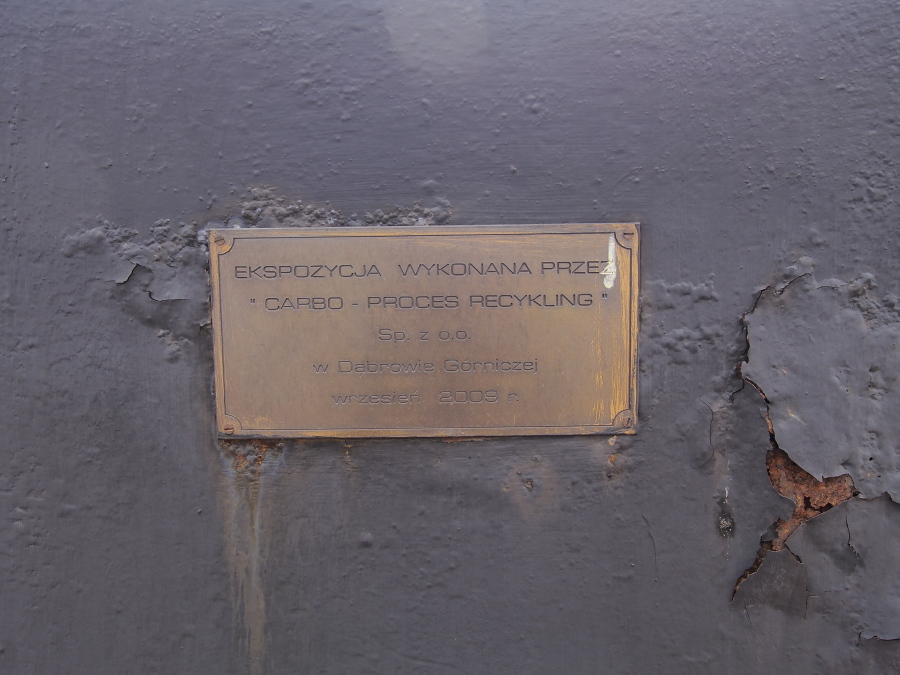 EKSPOZYCJA WYKONANA PRZEZ
" CARBO - PROCES RECYKLING "
Sp. z o.o.
w Dąbrowie Górniczej
wrzesień 2009 r.